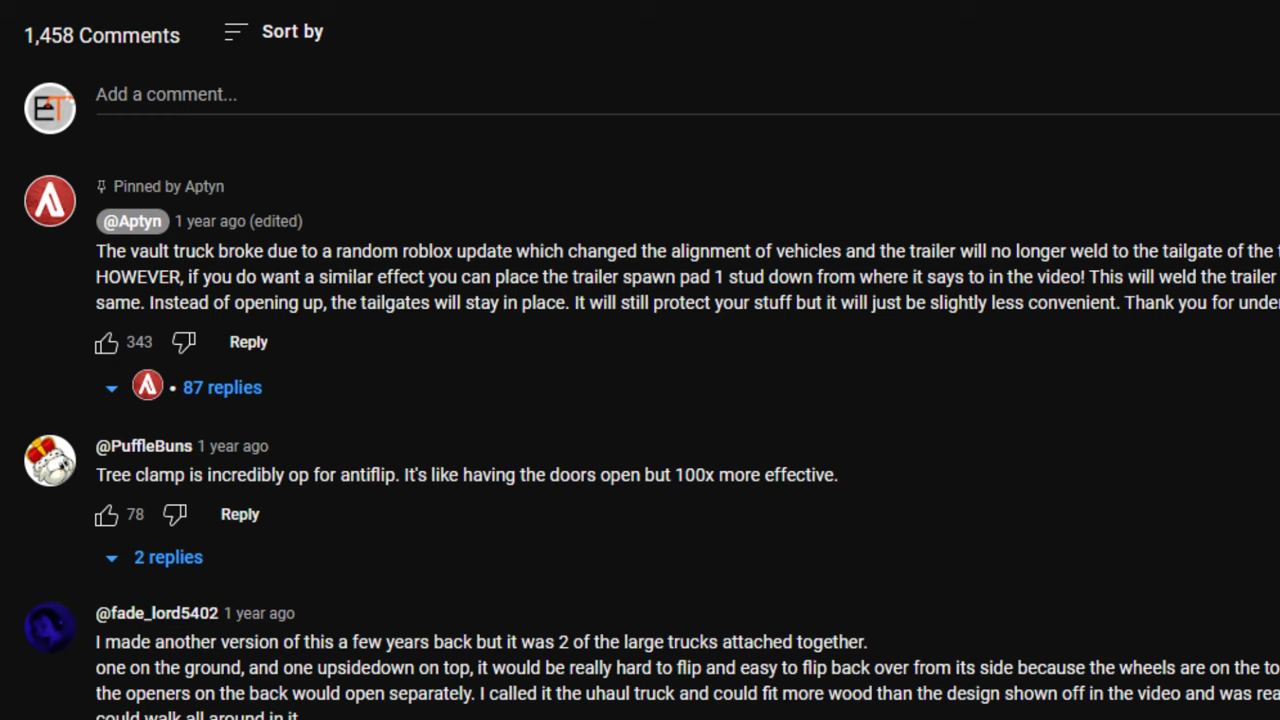 1,458 Comments
Sort by
ET
Add a comment...
Pinned by Aptyn
@Aptyn 1 year ago (edited)
The vault truck broke due to a random roblox update which changed the alignment of vehicles and the trailer will no longer weld to the tailgate of the
HOWEVER, if you do want a similar effect you can place the trailer spawn pad 1 stud down from where it says to in the video! This will weld the trailer
same. Instead of opening up, the tailgates will stay in place. It will still protect your stuff but it will just be slightly less convenient. Thank you for under
343 Reply
• 87 replies
@PuffleBuns 1 year ago
Tree clamp is incredibly op for antiflip. It's like having the doors open but 100x more effective.
78 Reply
2 replies
@fade_lord5402 1 year ago
I made another version of this a few years back but it was 2 of the large trucks attached together.
one on the ground, and one upsidedown on top, it would be really hard to flip and easy to flip back over from its side because the wheels are on the to
the openers on the back would open separately. I called it the uhaul truck and could fit more wood than the design shown off in the video and was rea
could walk all around in it